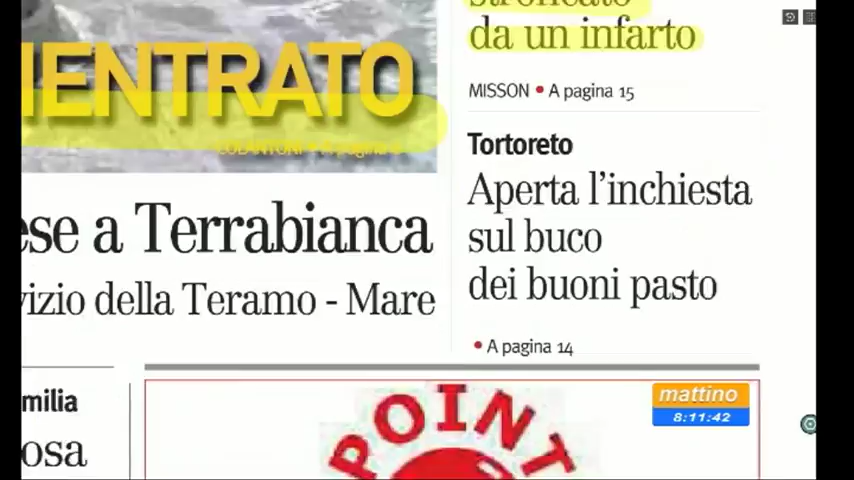 IENTRATO
ese a Terrabianca
vizio della Teramo - Mare
milia
osa
da un infarto
MISSON • A pagina 15
Tortoreto
Aperta l'inchiesta
sul buco
dei buoni pasto
• A pagina 14
POINT
mattino
8:11:42